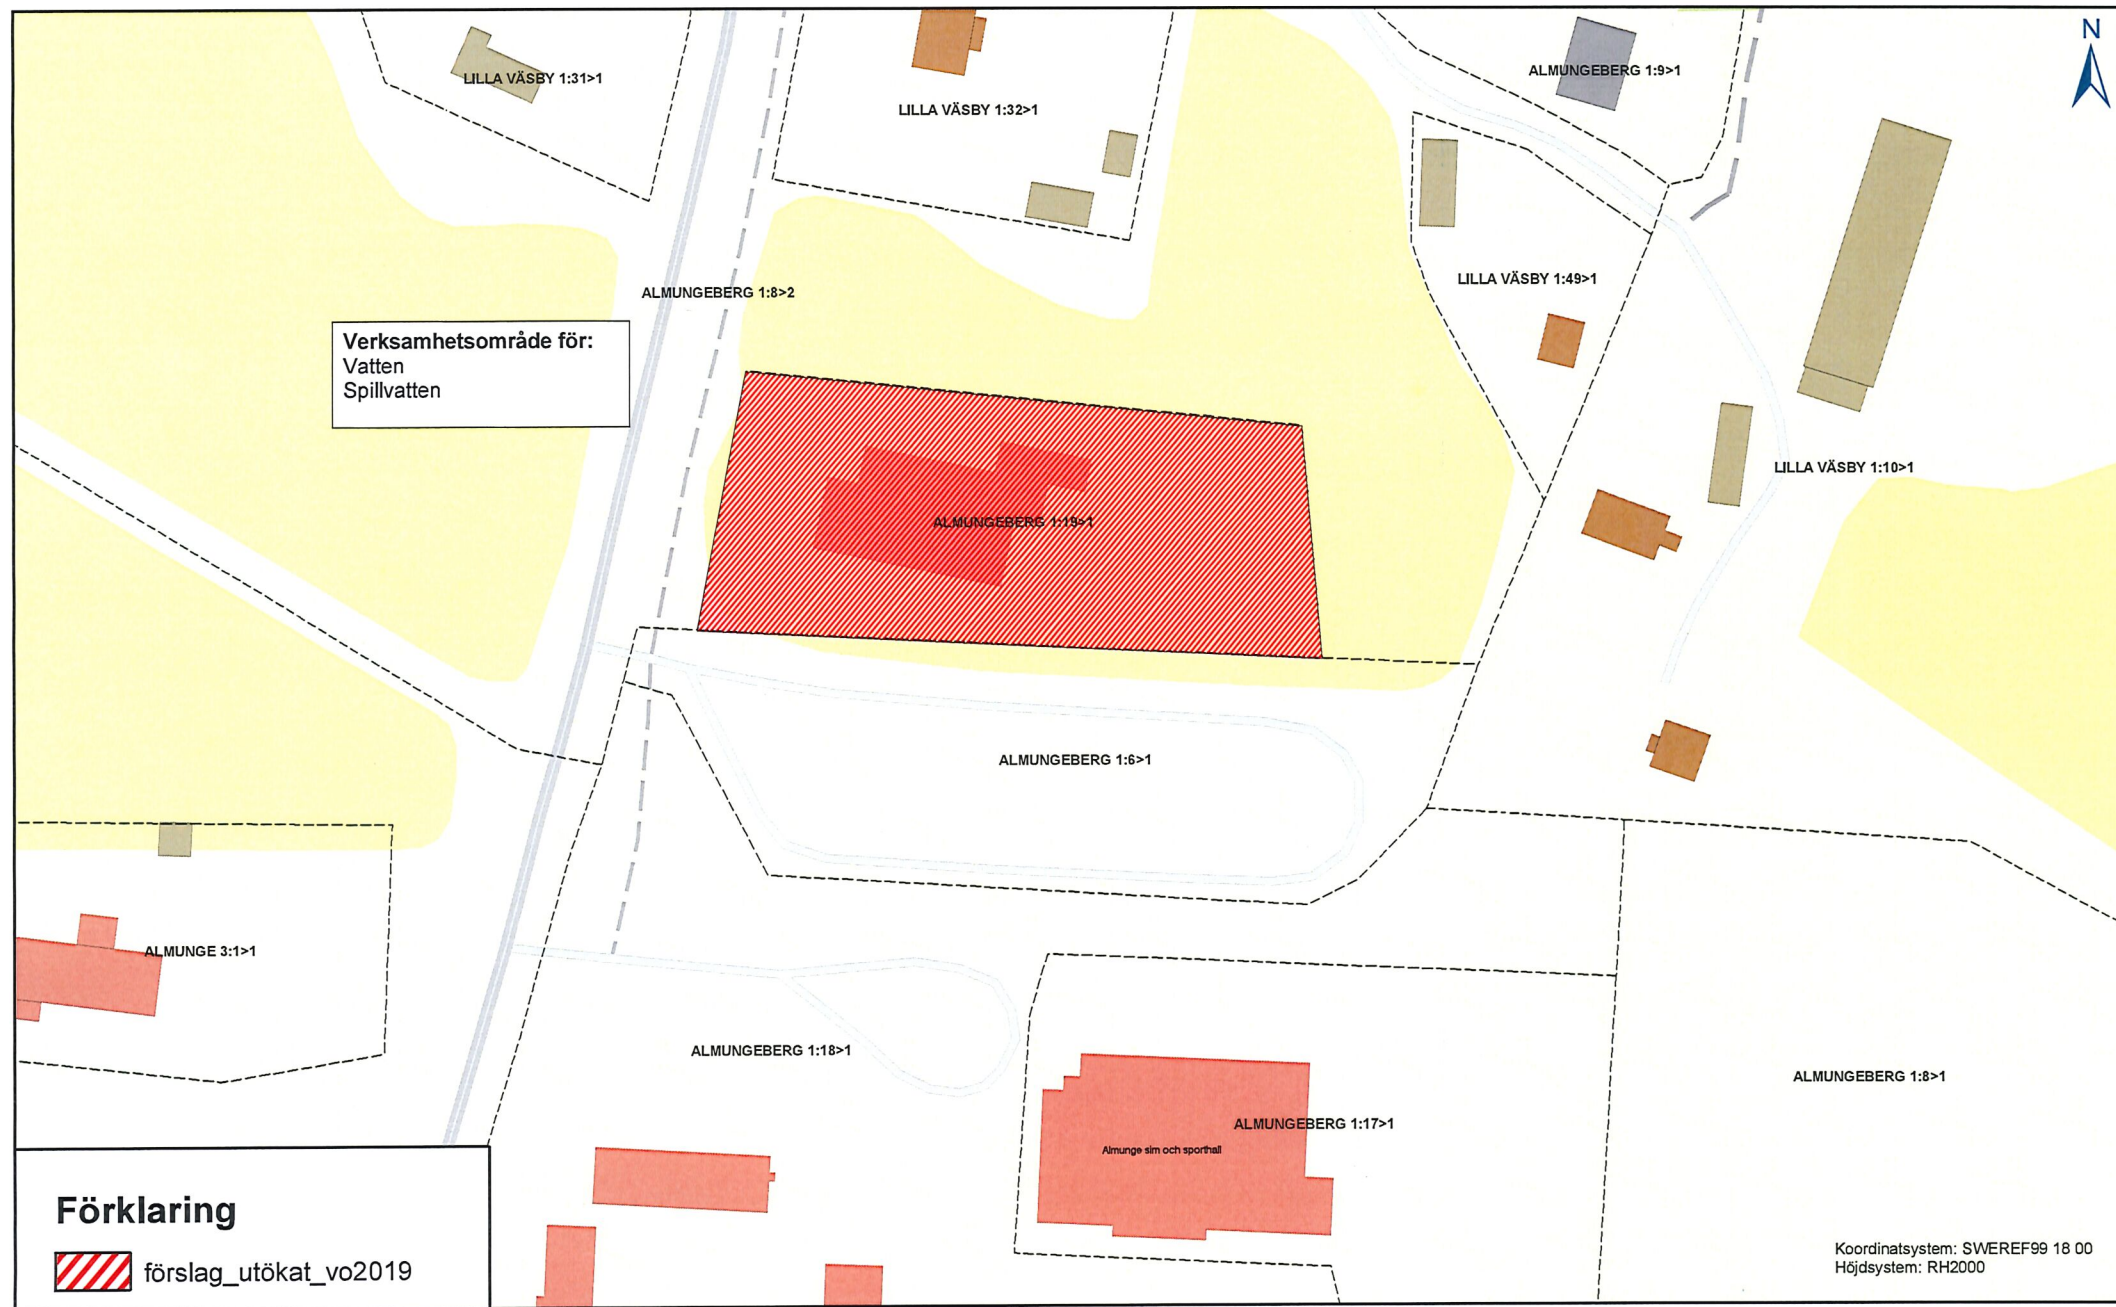 N
LILLA VÄSBY 1:31>1
ALMUNGEBERG 1:9>1
LILLA VÄSBY 1:32>1
LILLA VÄSBY 1:49>1
ALMUNGEBERG 1:8>2
Verksamhetsområde för:
Vatten
Spillvatten
LILLA VÄSBY 1:10>1
ALMUNGEBERG 1:19>1
ALMUNGEBERG 1:6>1
ALMUNGE 3:1>1
ALMUNGEBERG 1:18>1
ALMUNGEBERG 1:8>1
ALMUNGEBERG 1:17>1
Almunge sim och sporthall
Förklaring
förslag_utökat_vo2019
Koordinatsystem: SWEREF99 18 00
Höjdsystem: RH2000